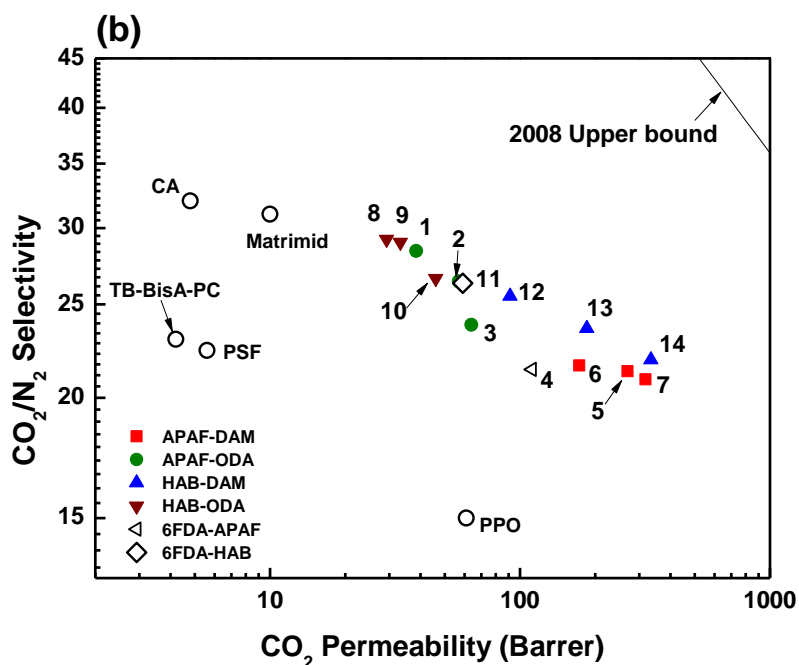 (b)
45
35
30
25
20
15
CO2/N2 Selectivity
2008 Upper bound
CA
Matrimid
8 9 1
2
11
12
10
3
13
14
TB-BisA-PC
PSF
4
6
5
7
PPO
APAF-DAM
APAF-ODA
HAB-DAM
HAB-ODA
6FDA-APAF
6FDA-HAB
10 100 1000
CO2 Permeability (Barrer)